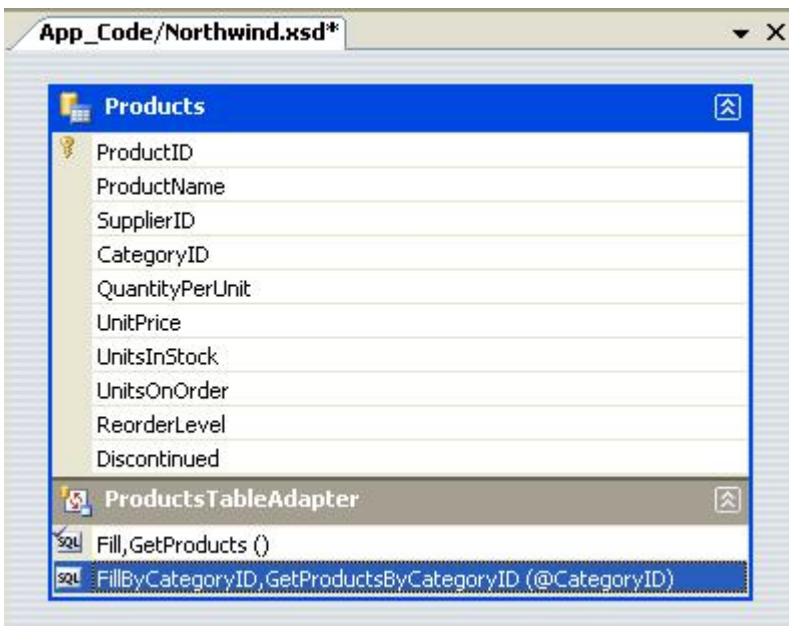 App_Code/Northwind.xsd*
Products
ProductID
ProductName
SupplierID
CategoryID
QuantityPerUnit
UnitPrice
UnitsInStock
UnitsOnOrder
ReorderLevel
Discontinued
ProductsTableAdapter
SQL Fill,GetProducts ()
SQL FillByCategoryID,GetProductsByCategoryID (@CategoryID)